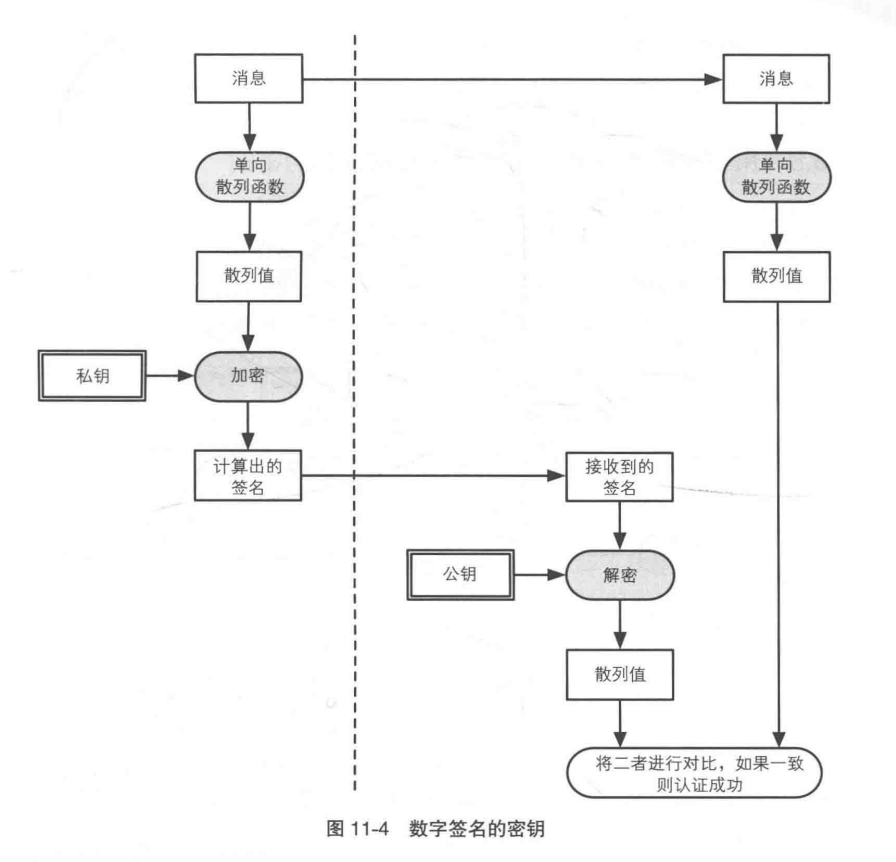 消息
消息
单向
散列函数
单向
散列函数
散列值
散列值
私钥
加密
计算出的
签名
接收到的
签名
公钥
解密
散列值
将二者进行对比，如果一致
则认证成功
图 11-4 数字签名的密钥